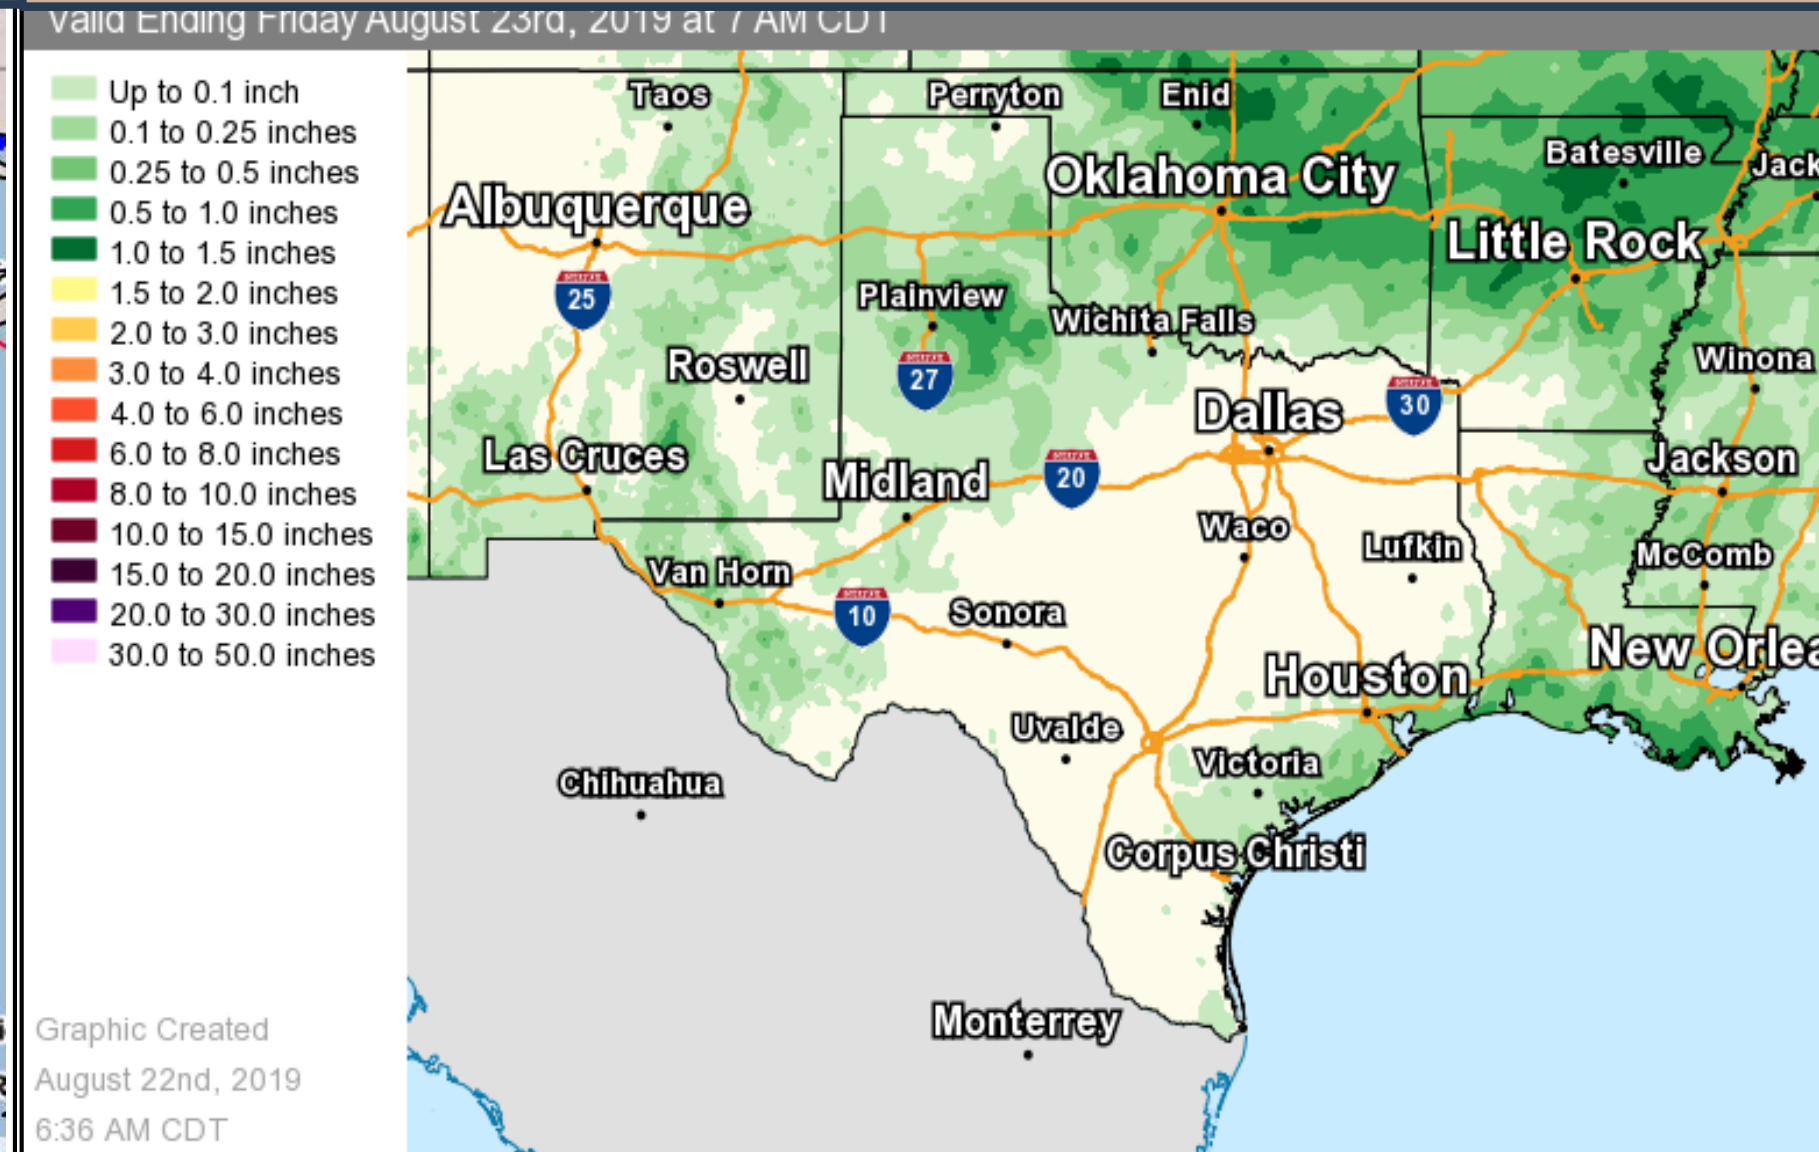 Valid Ending Friday August 23rd, 2019 at 7 AM CDT
Up to 0.1 inch
0.1 to 0.25 inches
0.25 to 0.5 inches
0.5 to 1.0 inches
1.0 to 1.5 inches
1.5 to 2.0 inches
2.0 to 3.0 inches
3.0 to 4.0 inches
4.0 to 6.0 inches
6.0 to 8.0 inches
8.0 to 10.0 inches
10.0 to 15.0 inches
15.0 to 20.0 inches
20.0 to 30.0 inches
30.0 to 50.0 inches
Graphic Created
August 22nd, 2019
6:36 AM CDT
Taos
Perryton
Enid
Batesville
Jack
Oklahoma City
Albuquerque
Little Rock
25
Plainview
Wichita Falls
Roswell
Winona
27
30
Dallas
Las Cruces
Jackson
Midland
20
Waco
Lufkin
McComb
Van Horn
10
Sonora
New Orlea
Houston
Uvalde
Victoria
Chihuahua
Corpus Christi
Monterrey